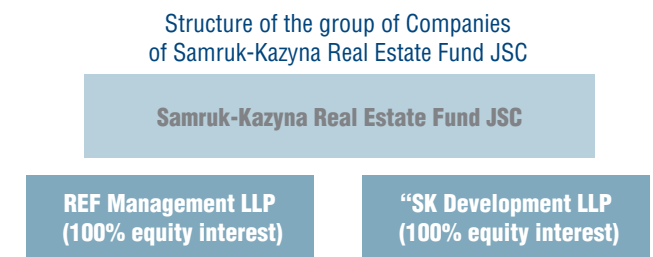 Structure of the group of Companies
of Samruk-Kazyna Real Estate Fund JSC
Samruk-Kazyna Real Estate Fund JSC
REF Management LLP
(100% equity interest)
“SK Development LLP
(100% equity interest)